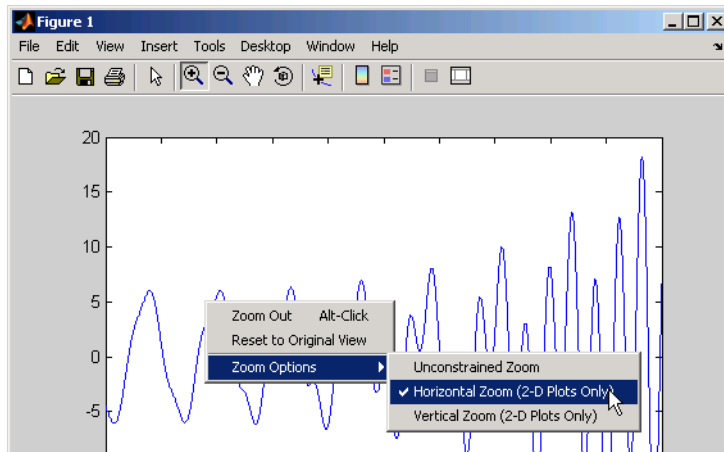 Figure 1
File Edit View Insert Tools Desktop Window Help
20
15
10
5
0
-5
Zoom Out Alt-Click
Reset to Original View
Zoom Options
Unconstrained Zoom
Horizontal Zoom (2-D Plots Only)
Vertical Zoom (2-D Plots Only)